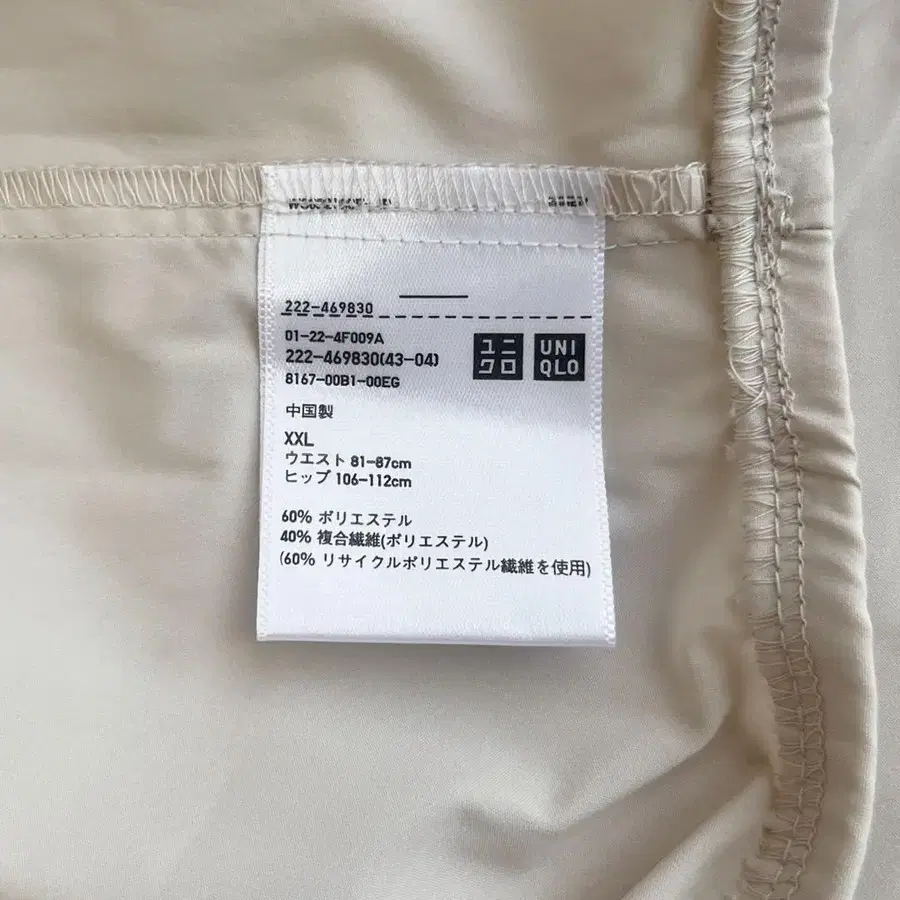 222-469830
01-22-4F009A
222-469830(43-04)
8167-00B1-00EG
ユニクロ
UNIQLO
中国製
XXL
ウエスト 81-87cm
ヒップ 106-112cm
60% ポリエステル
40% 複合繊維(ポリエステル)
(60% リサイクルポリエステル繊維を使用)